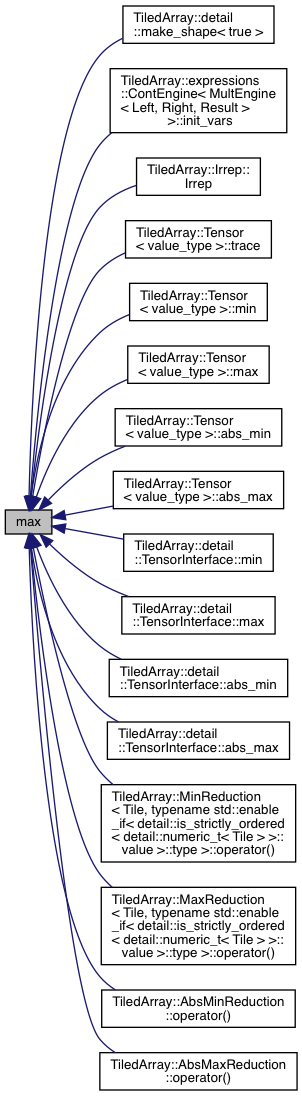 TiledArray::detail
::make_shape< true >
TiledArray::expressions
::ContEngine< MultEngine
< Left, Right, Result >
>::init_vars
TiledArray::Irrep::
Irrep
TiledArray::Tensor
< value_type >::trace
TiledArray::Tensor
< value_type >::min
TiledArray::Tensor
< value_type >::max
TiledArray::Tensor
< value_type >::abs_min
TiledArray::Tensor
< value_type >::abs_max
max
TiledArray::detail
::TensorInterface::min
TiledArray::detail
::TensorInterface::max
TiledArray::detail
::TensorInterface::abs_min
TiledArray::detail
::TensorInterface::abs_max
TiledArray::MinReduction
< Tile, typename std::enable
_if< detail::is_strictly_ordered
< detail::numeric_t< Tile > >::
value >::type >::operator()
TiledArray::MaxReduction
< Tile, typename std::enable
_if< detail::is_strictly_ordered
< detail::numeric_t< Tile > >::
value >::type >::operator()
TiledArray::AbsMinReduction
::operator()
TiledArray::AbsMaxReduction
::operator()